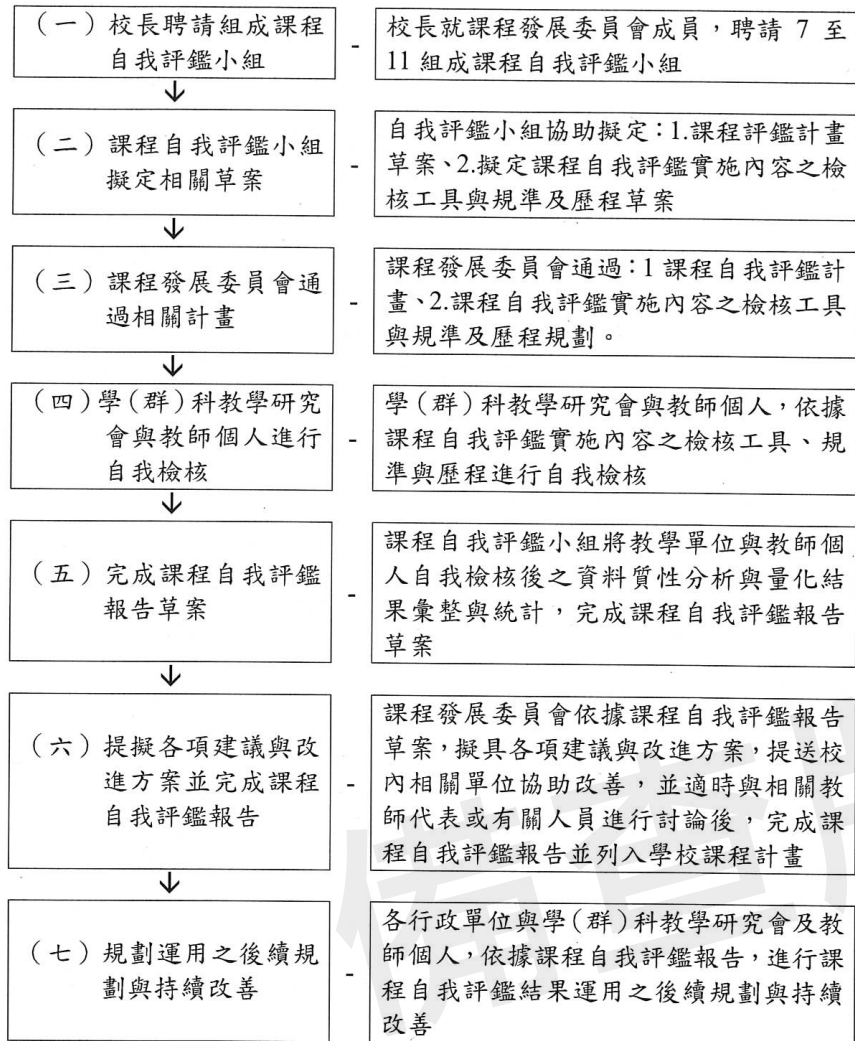 （一）校長聘請組成課程
自我評鑑小組
-
校長就課程發展委員會成員，聘請 7 至
11 組成課程自我評鑑小組
↓
（二）課程自我評鑑小組
擬定相關草案
-
自我評鑑小組協助擬定：1.課程評鑑計畫
草案、2.擬定課程自我評鑑實施內容之檢
核工具與規準及歷程草案
↓
（三）課程發展委員會通
過相關計畫
-
課程發展委員會通過：1 課程自我評鑑計
畫、2.課程自我評鑑實施內容之檢核工具
與規準及歷程規劃。
↓
（四）學（群）科教學研究
會與教師個人進行
自我檢核
-
學（群）科教學研究會與教師個人，依據
課程自我評鑑實施內容之檢核工具、規
準與歷程進行自我檢核
↓
（五）完成課程自我評鑑
報告草案
-
課程自我評鑑小組將教學單位與教師個
人自我檢核後之資料質性分析與量化結
果彙整與統計，完成課程自我評鑑報告
草案
↓
（六）提擬各項建議與改
進方案並完成課程
自我評鑑報告
-
課程發展委員會依據課程自我評鑑報告
草案，擬具各項建議與改進方案，提送校
內相關單位協助改善，並適時與相關教
師代表或有關人員進行討論後，完成課
程自我評鑑報告並列入學校課程計畫
↓
（七）規劃運用之後續規
劃與持續改善
-
各行政單位與學（群）科教學研究會及教
師個人，依據課程自我評鑑報告，進行課
程自我評鑑結果運用之後續規劃與持續
改善
備查